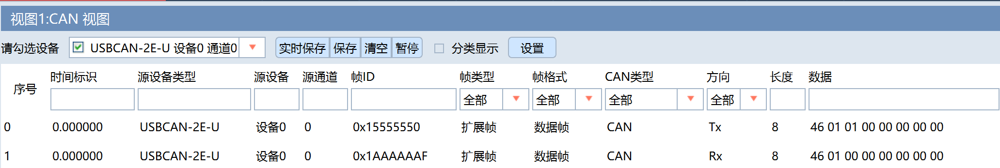 视图1:CAN 视图
请勾选设备 USBCAN-2E-U 设备0 通道0 实时保存 保存 清空 暂停 分类显示 设置
序号 时间标识 源设备类型 源设备 源通道 帧ID 帧类型 帧格式 CAN类型 方向 长度 数据
全部 全部 全部 全部
0 0.000000 USBCAN-2E-U 设备0 0 0x15555550 扩展帧 数据帧 CAN Tx 8 46 01 01 00 00 00 00 00
1 0.000000 USBCAN-2E-U 设备0 0 0x1AAAAAAF 扩展帧 数据帧 CAN Rx 8 46 01 00 00 00 00 00 00